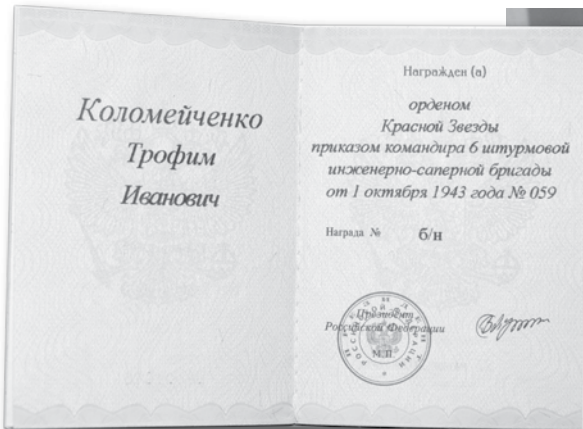 Коломейченко
Трофим
Иванович
Награжден (а)
орденом
Красной Звезды
приказом командира 6 штурмовой
инженерно-саперной бригады
от 1 октября 1943 года № 059
Награда № б/н
Президент
Российской Федерации
М.П.